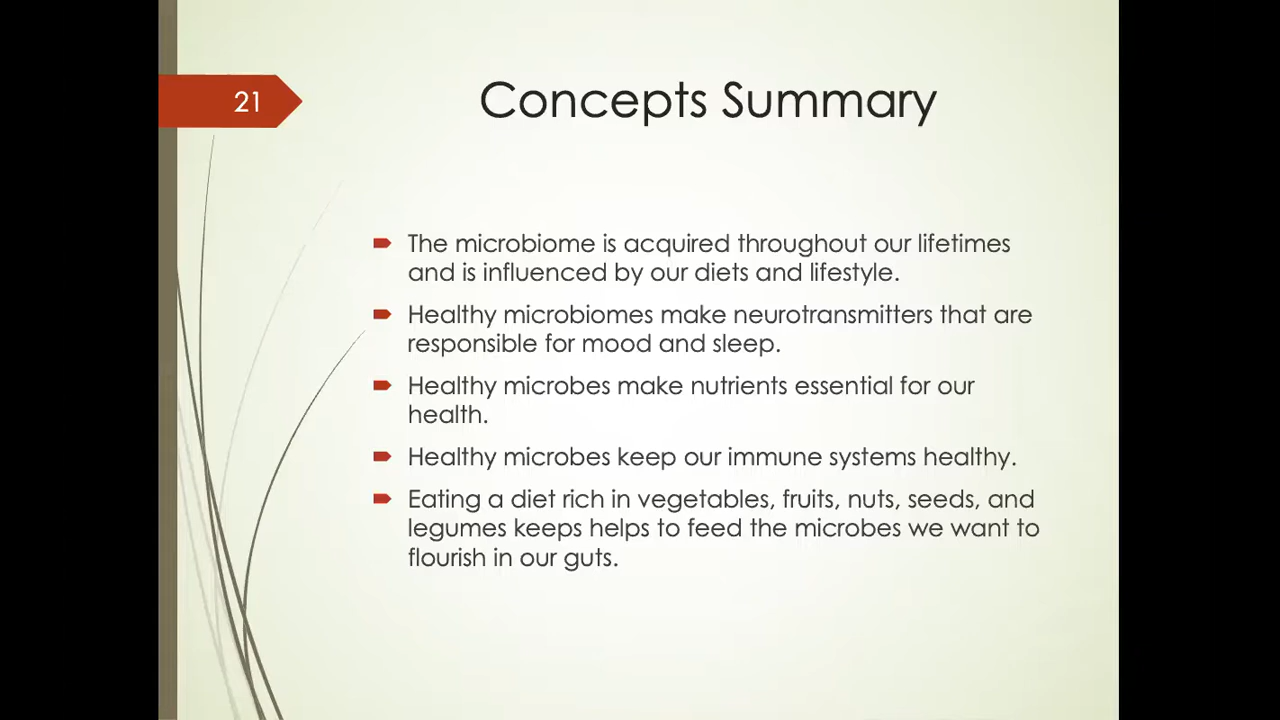 21
Concepts Summary
The microbiome is acquired throughout our lifetimes
and is influenced by our diets and lifestyle.
Healthy microbiomes make neurotransmitters that are
responsible for mood and sleep.
Healthy microbes make nutrients essential for our
health.
Healthy microbes keep our immune systems healthy.
Eating a diet rich in vegetables, fruits, nuts, seeds, and
legumes keeps helps to feed the microbes we want to
flourish in our guts.